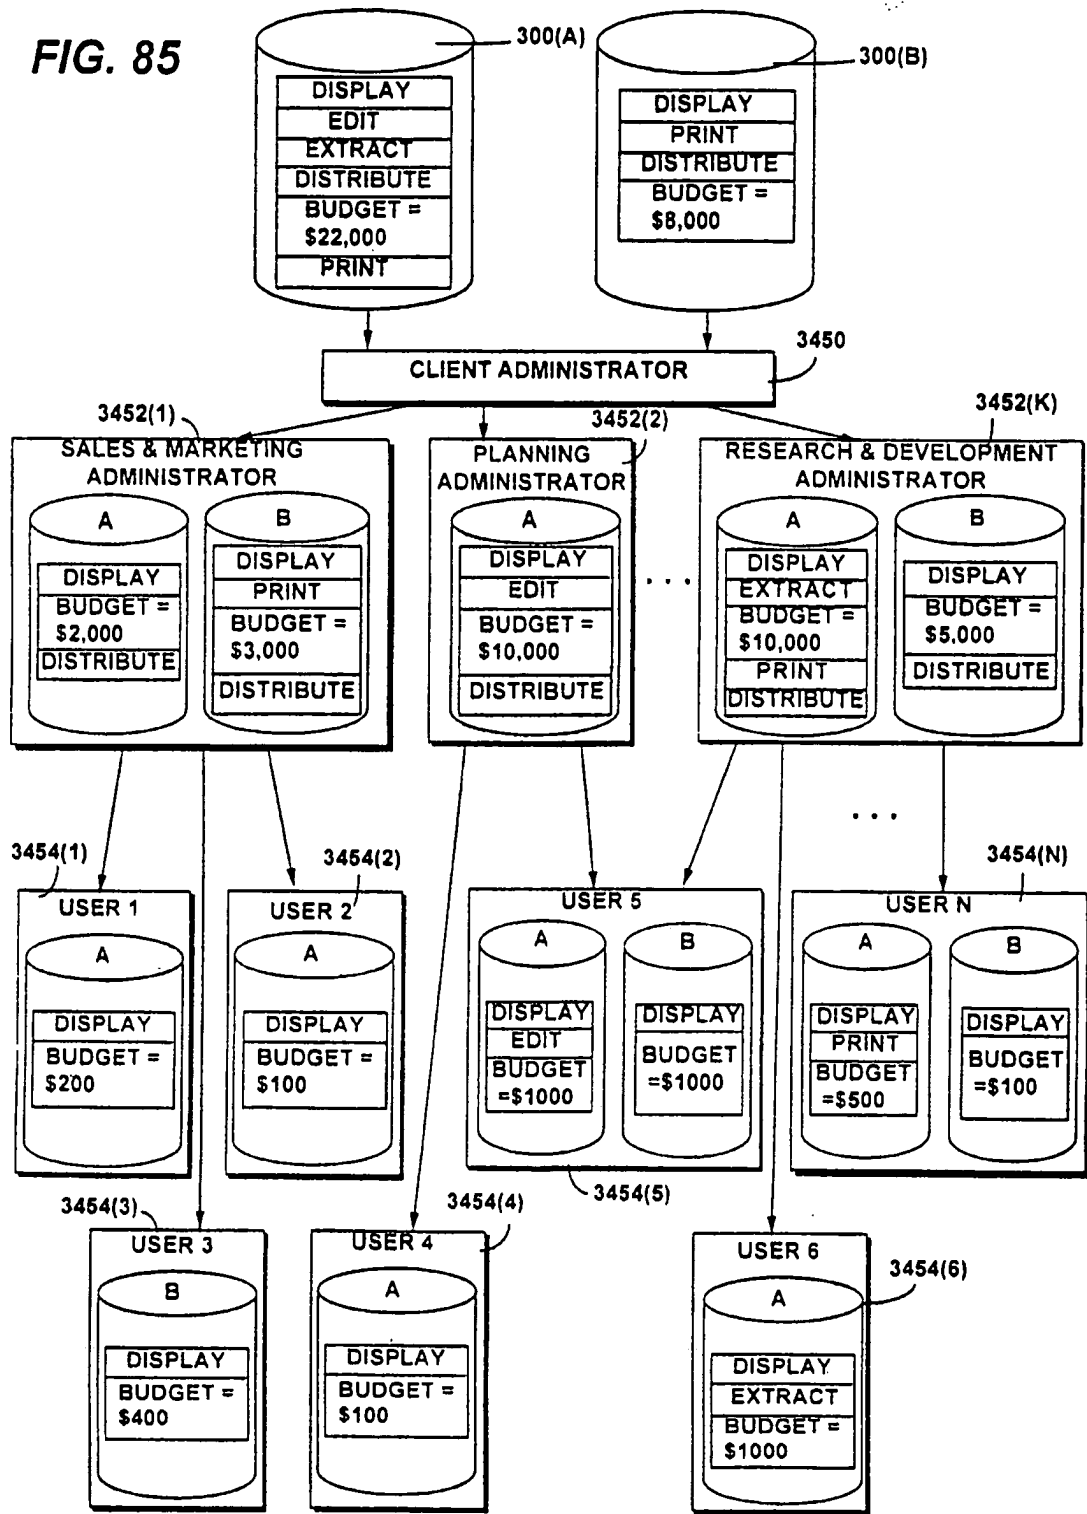 FIG. 85
300(A)
DISPLAY
EDIT
EXTRACT
DISTRIBUTE
BUDGET =
$22,000
PRINT
300(B)
DISPLAY
PRINT
DISTRIBUTE
BUDGET =
$8,000
3450
CLIENT ADMINISTRATOR
3452(1)
SALES & MARKETING
ADMINISTRATOR
A
DISPLAY
BUDGET =
$2,000
DISTRIBUTE
B
DISPLAY
PRINT
BUDGET =
$3,000
DISTRIBUTE
3452(2)
PLANNING
ADMINISTRATOR
A
DISPLAY
EDIT
BUDGET =
$10,000
DISTRIBUTE
. . .
3452(K)
RESEARCH & DEVELOPMENT
ADMINISTRATOR
A
DISPLAY
EXTRACT
BUDGET =
$10,000
PRINT
DISTRIBUTE
B
DISPLAY
BUDGET =
$5,000
DISTRIBUTE
. . .
3454(1)
USER 1
A
DISPLAY
BUDGET =
$200
3454(2)
USER 2
A
DISPLAY
BUDGET =
$100
USER 5
A
DISPLAY
EDIT
BUDGET
=$1000
B
DISPLAY
BUDGET
=$1000
3454(5)
3454(N)
USER N
A
DISPLAY
PRINT
BUDGET
=$500
B
DISPLAY
BUDGET
=$100
3454(3)
USER 3
B
DISPLAY
BUDGET =
$400
3454(4)
USER 4
A
DISPLAY
BUDGET =
$100
USER 6
3454(6)
A
DISPLAY
EXTRACT
BUDGET =
$1000